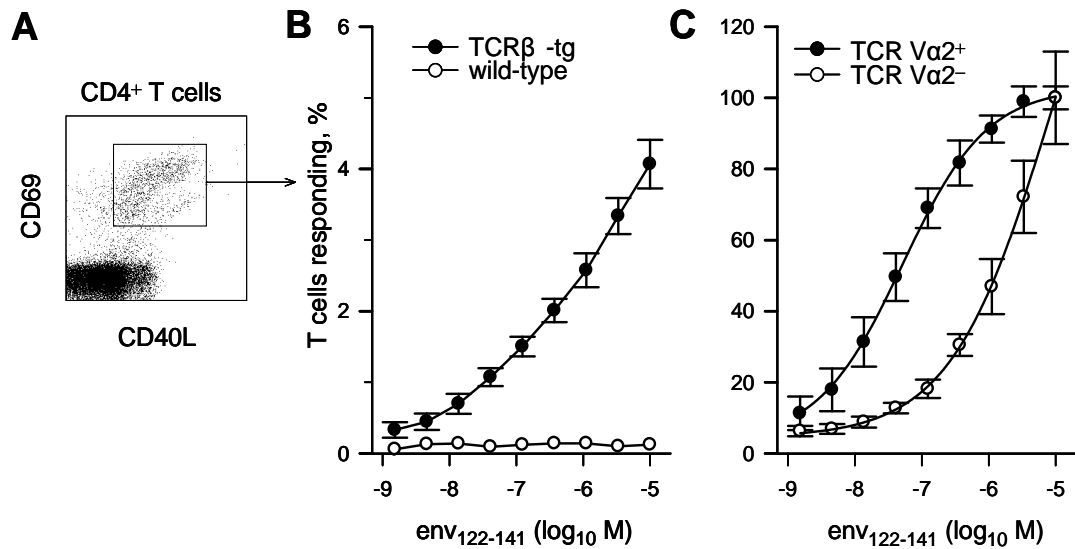 A
CD4⁺ T cells
CD69
CD40L
B
6
4
2
0
T cells responding, %
TCRβ -tg
wild-type
-9 -8 -7 -6 -5
env₁₂₂₋₁₄₁ (log₁₀ M)
C
120
100
80
60
40
20
0
TCR Vα2⁺
TCR Vα2⁻
-9 -8 -7 -6 -5
env₁₂₂₋₁₄₁ (log₁₀ M)